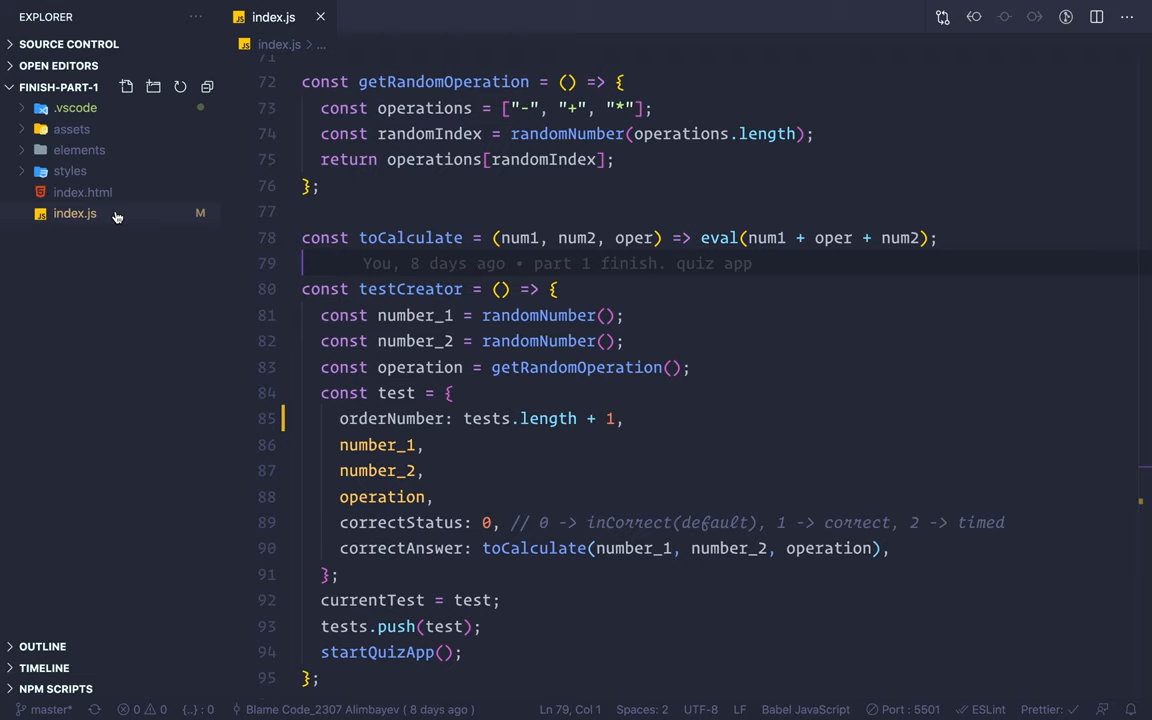 EXPLORER ...
SOURCE CONTROL
OPEN EDITORS
FINISH-PART-1
.vscode
assets
elements
styles
index.html
index.js M
OUTLINE
TIMELINE
NPM SCRIPTS
JS index.js
JS index.js > ...
71
72 const getRandomOperation = () => {
73 const operations = ["-", "+", "*"];
74 const randomIndex = randomNumber(operations.length);
75 return operations[randomIndex];
76 };
77
78 const toCalculate = (num1, num2, oper) => eval(num1 + oper + num2);
79 You, 8 days ago • part 1 finish. quiz app
80 const testCreator = () => {
81 const number_1 = randomNumber();
82 const number_2 = randomNumber();
83 const operation = getRandomOperation();
84 const test = {
85 orderNumber: tests.length + 1,
86 number_1,
87 number_2,
88 operation,
89 correctStatus: 0, // 0 -> inCorrect(default), 1 -> correct, 2 -> timed
90 correctAnswer: toCalculate(number_1, number_2, operation),
91 };
92 currentTest = test;
93 tests.push(test);
94 startQuizApp();
95 };
master* 0 0 {..} : 0 Blame Code_2307 Alimbayev ( 8 days ago ) Ln 79, Col 1 Spaces: 2 UTF-8 LF Babel JavaScript Port : 5501 ESLint Prettier: ✓